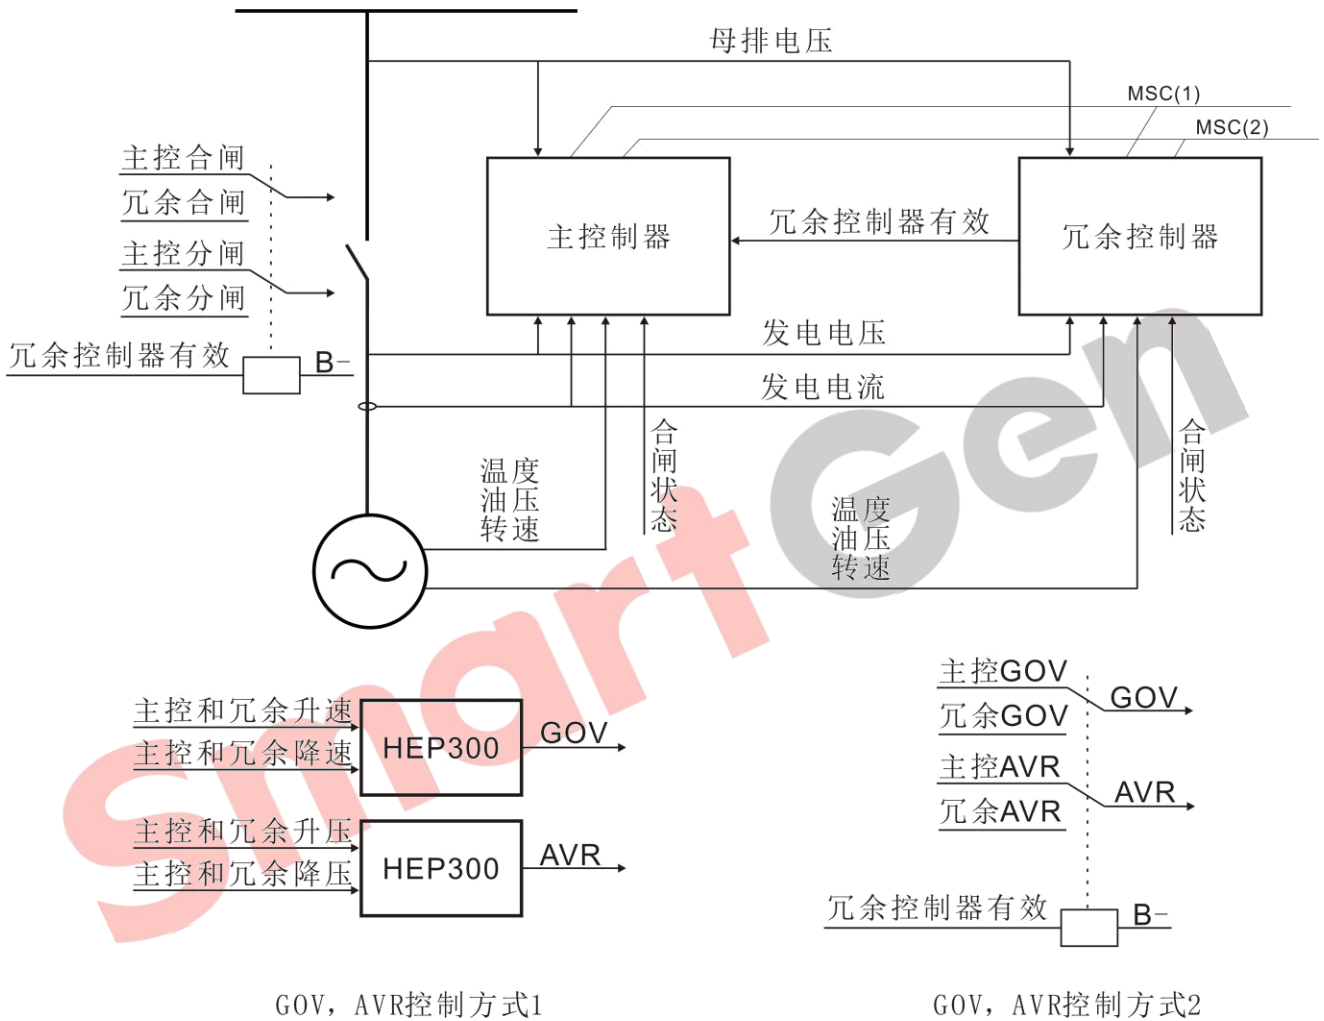 母排电压
MSC(1)
MSC(2)
主控合闸
冗余合闸
主控分闸
冗余分闸
冗余控制器有效
B-
主控制器
冗余控制器有效
冗余控制器
发电电压
发电电流
合闸状态
合闸状态
温度
油压
转速
温度
油压
转速
SmartGen
主控和冗余升速
主控和冗余降速
HEP300
GOV
主控和冗余升压
主控和冗余降压
HEP300
AVR
主控GOV
冗余GOV
GOV
主控AVR
冗余AVR
AVR
冗余控制器有效
B-
GOV，AVR控制方式1
GOV，AVR控制方式2